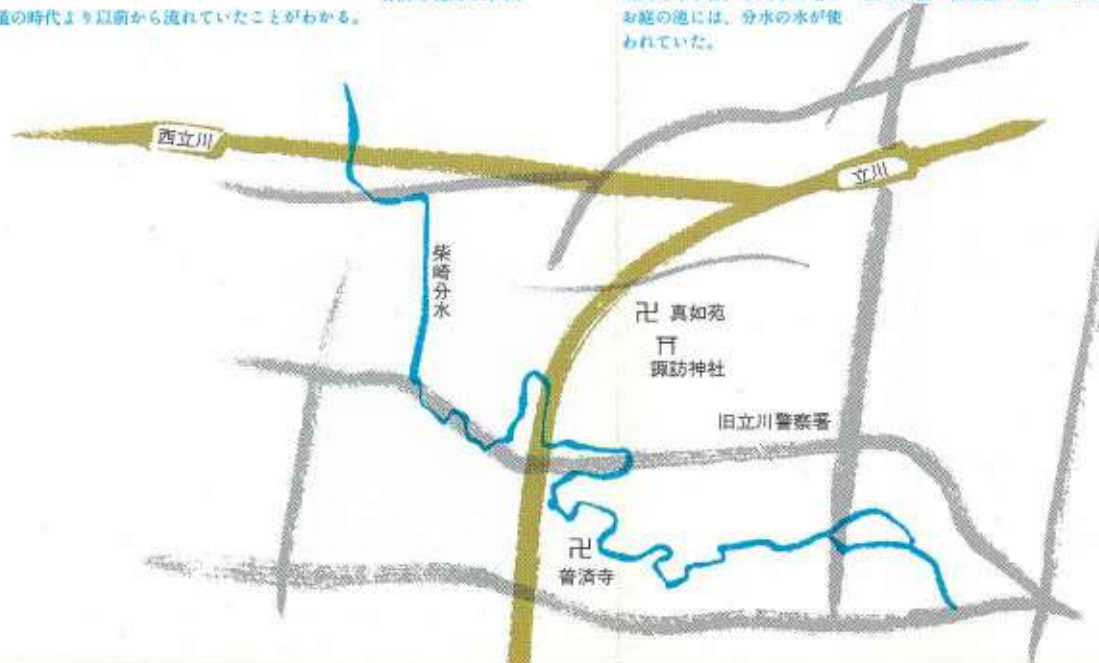 道の時代より以前から流れていたことがわかる。
お庭の池には、分水の水が使
われていた。
西立川
立川
柴崎分水
卍 真如苑
諏訪神社
旧立川警察署
卍
普済寺